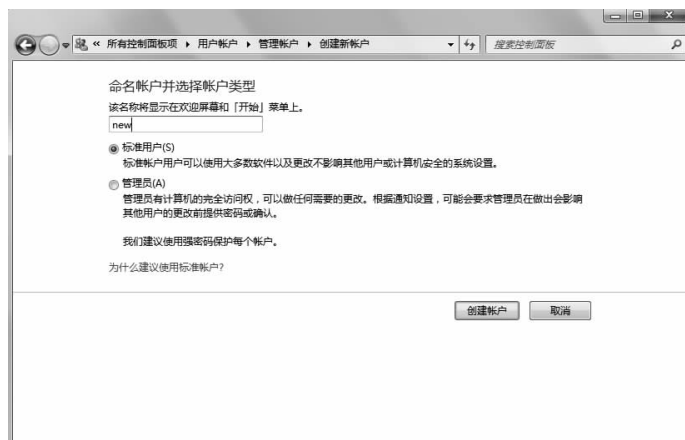 « 所有控制面板项 ▸ 用户帐户 ▸ 管理帐户 ▸ 创建新帐户
搜索控制面板
命名帐户并选择帐户类型
该名称将显示在欢迎屏幕和「开始」菜单上。
new
标准用户(S)
标准帐户用户可以使用大多数软件以及更改不影响其他用户或计算机安全的系统设置。
管理员(A)
管理员有计算机的完全访问权，可以做任何需要的更改。根据通知设置，可能会要求管理员在做出会影响
其他用户的更改前提供密码或确认。
我们建议使用强密码保护每个帐户。
为什么建议使用标准帐户?
创建帐户
取消